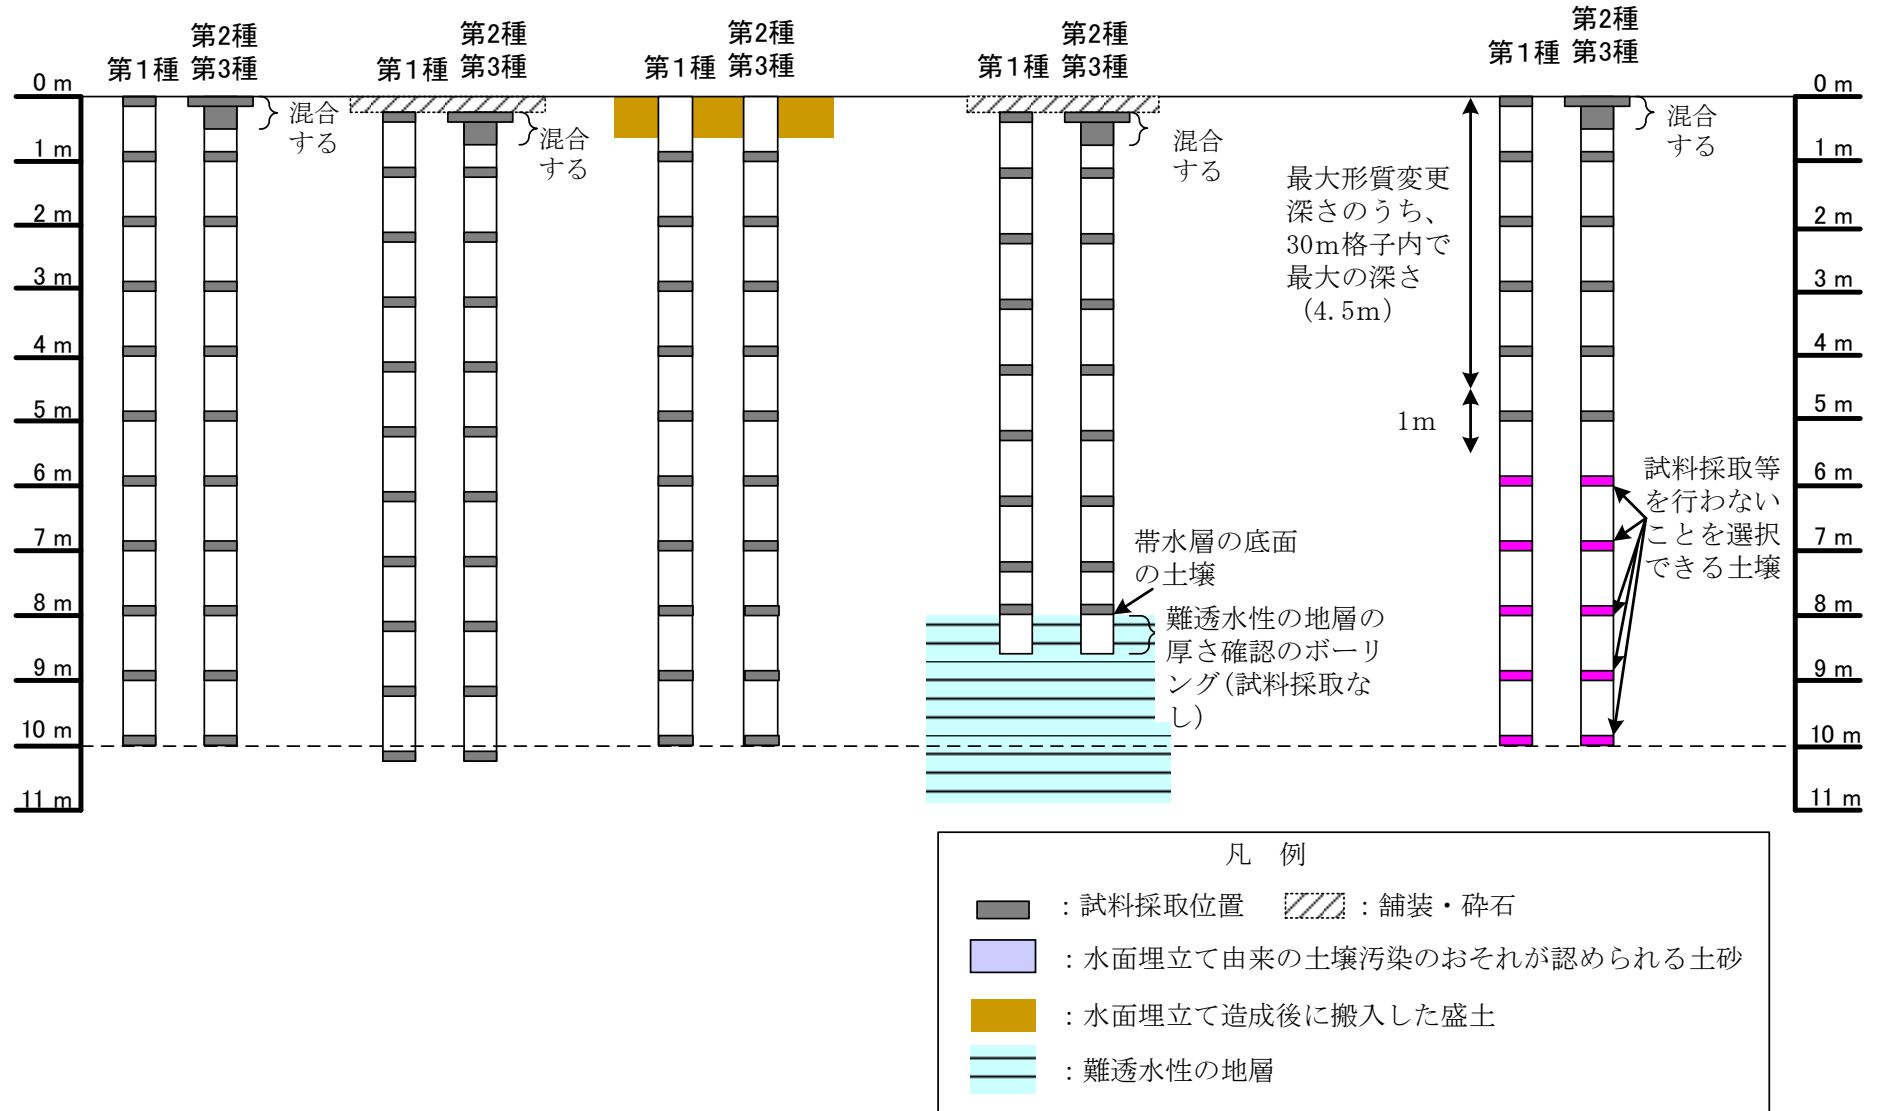 第1種
第2種
第3種
第1種
第2種
第3種
第1種
第2種
第3種
第1種
第2種
第3種
第1種
第2種
第3種
0 m
1 m
2 m
3 m
4 m
5 m
6 m
7 m
8 m
9 m
10 m
11 m
混合
する
混合
する
混合
する
帯水層の底面
の土壌
難透水性の地層の
厚さ確認のボーリ
ング(試料採取な
し)
最大形質変更
深さのうち、
30m格子内で
最大の深さ
(4.5m)
1m
混合
する
試料採取等
を行わない
ことを選択
できる土壌
0 m
1 m
2 m
3 m
4 m
5 m
6 m
7 m
8 m
9 m
10 m
11 m
凡 例
：試料採取位置 ：舗装・砕石
：水面埋立て由来の土壌汚染のおそれが認められる土砂
：水面埋立て造成後に搬入した盛土
：難透水性の地層